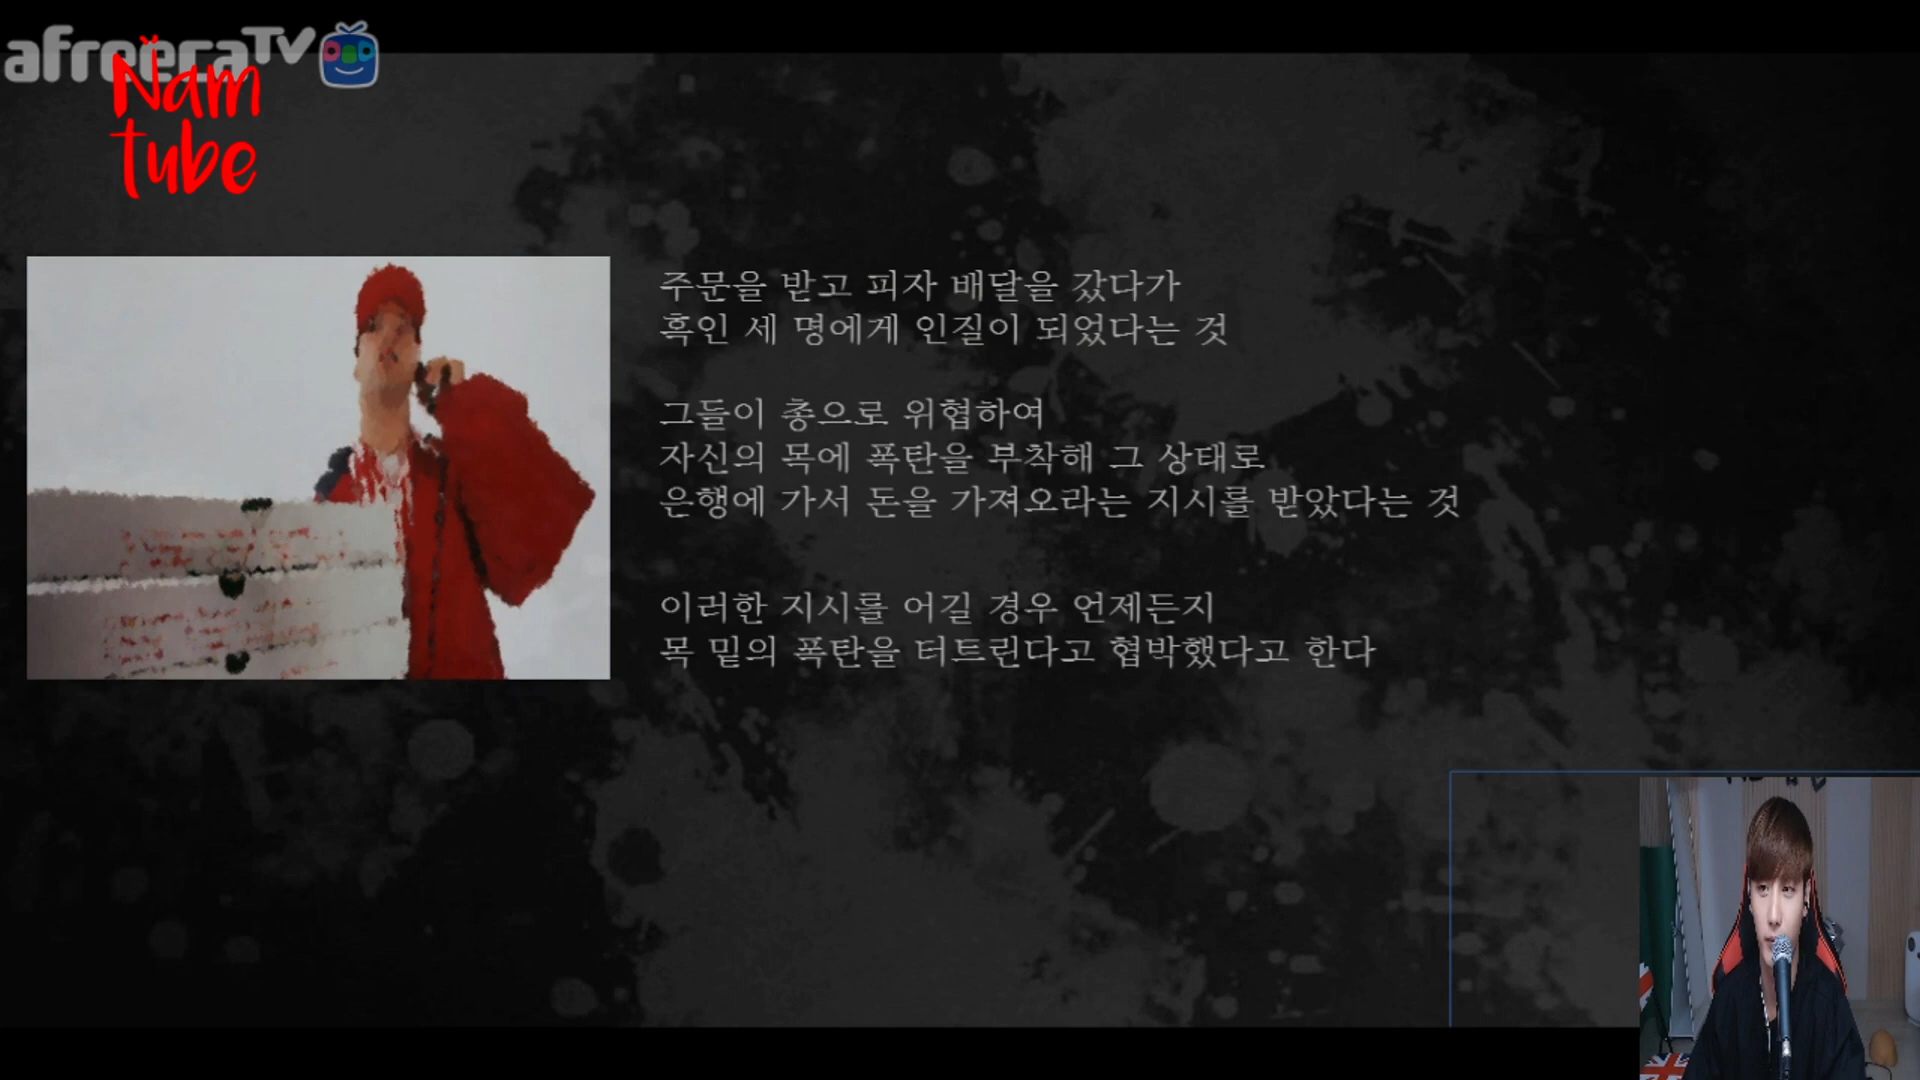 afreecaTV
Nam
tube
주문을 받고 피자 배달을 갔다가
흑인 세 명에게 인질이 되었다는 것
그들이 총으로 위협하여
자신의 목에 폭탄을 부착해 그 상태로
은행에 가서 돈을 가져오라는 지시를 받았다는 것
이러한 지시를 어길 경우 언제든지
목 밑의 폭탄을 터트린다고 협박했다고 한다